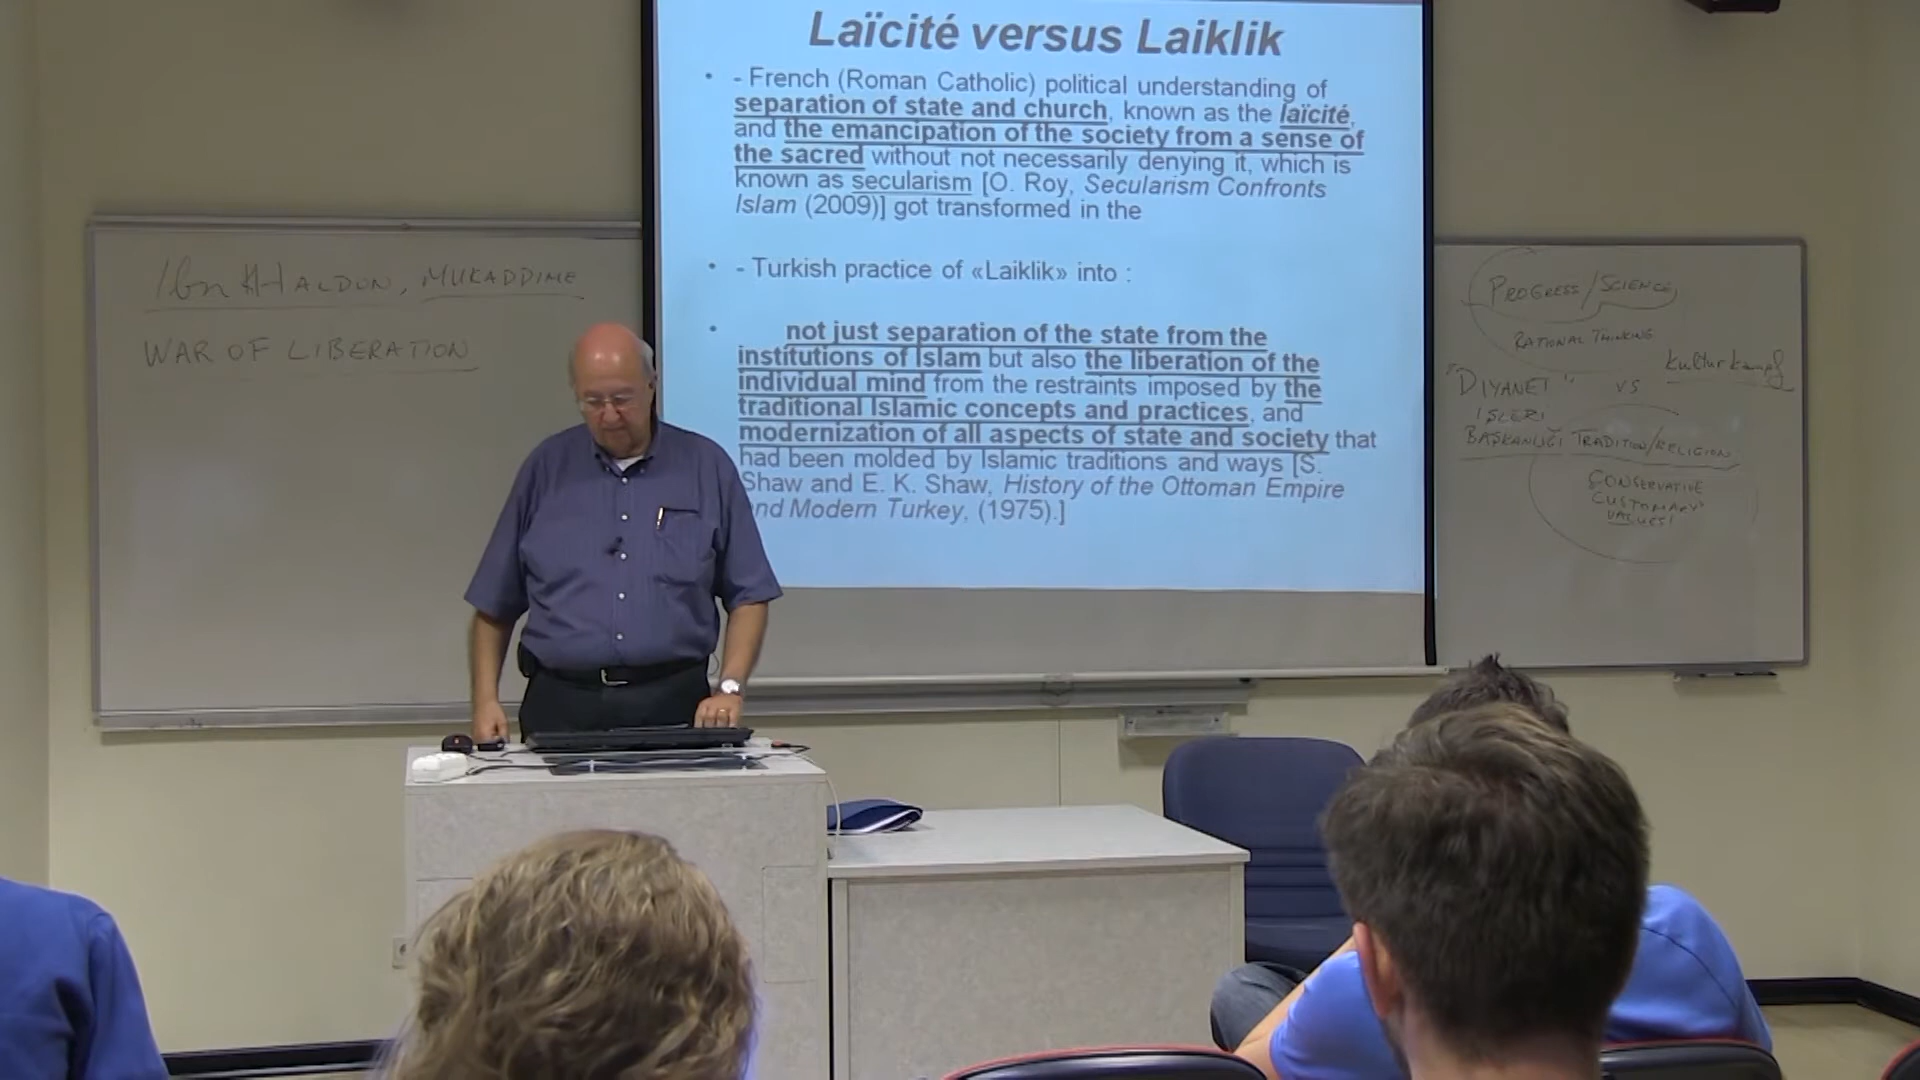 Laïcité versus Laiklik
• - French (Roman Catholic) political understanding of
separation of state and church, known as the laïcité,
and the emancipation of the society from a sense of
the sacred without not necessarily denying it, which is
known as secularism [O. Roy, Secularism Confronts
Islam (2009)] got transformed in the
• - Turkish practice of «Laiklik» into :
• not just separation of the state from the
institutions of Islam but also the liberation of the
individual mind from the restraints imposed by the
traditional Islamic concepts and practices, and
modernization of all aspects of state and society that
had been molded by Islamic traditions and ways [S.
Shaw and E. K. Shaw, History of the Ottoman Empire
and Modern Turkey, (1975).]
Ibn HALDUN, MUKADDIME
WAR OF LIBERATION
PROGRESS/SCIENCE
RATIONAL THINKING
Kulturkampf
"DIYANET" VS
İŞLERİ
BAŞKANLIĞI TRADITION/RELIGION
CONSERVATIVE
CUSTOMARY
VALUES!